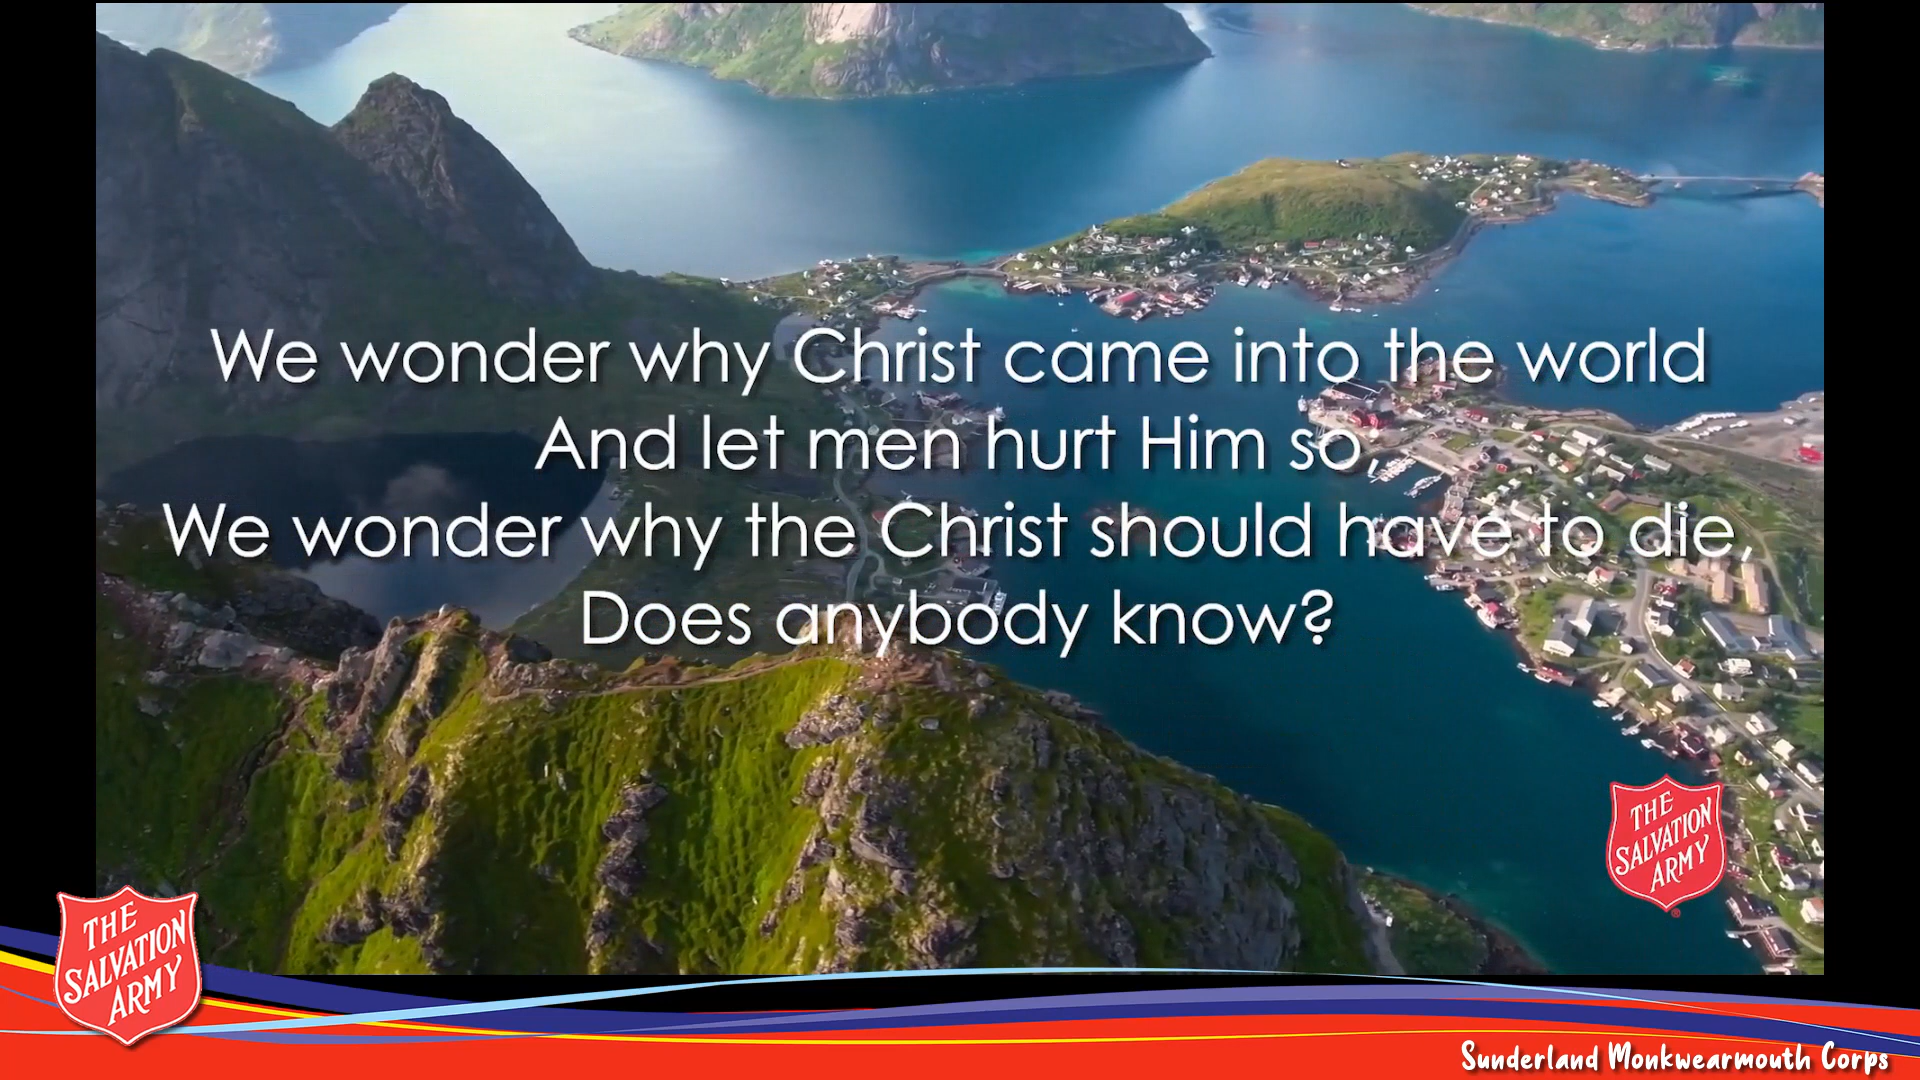 We wonder why Christ came into the world
And let men hurt Him so;
We wonder why the Christ should have to die,
Does anybody know?
THE
SALVATION
ARMY
®
THE
SALVATION
ARMY
Sunderland Monkwearmouth Corps